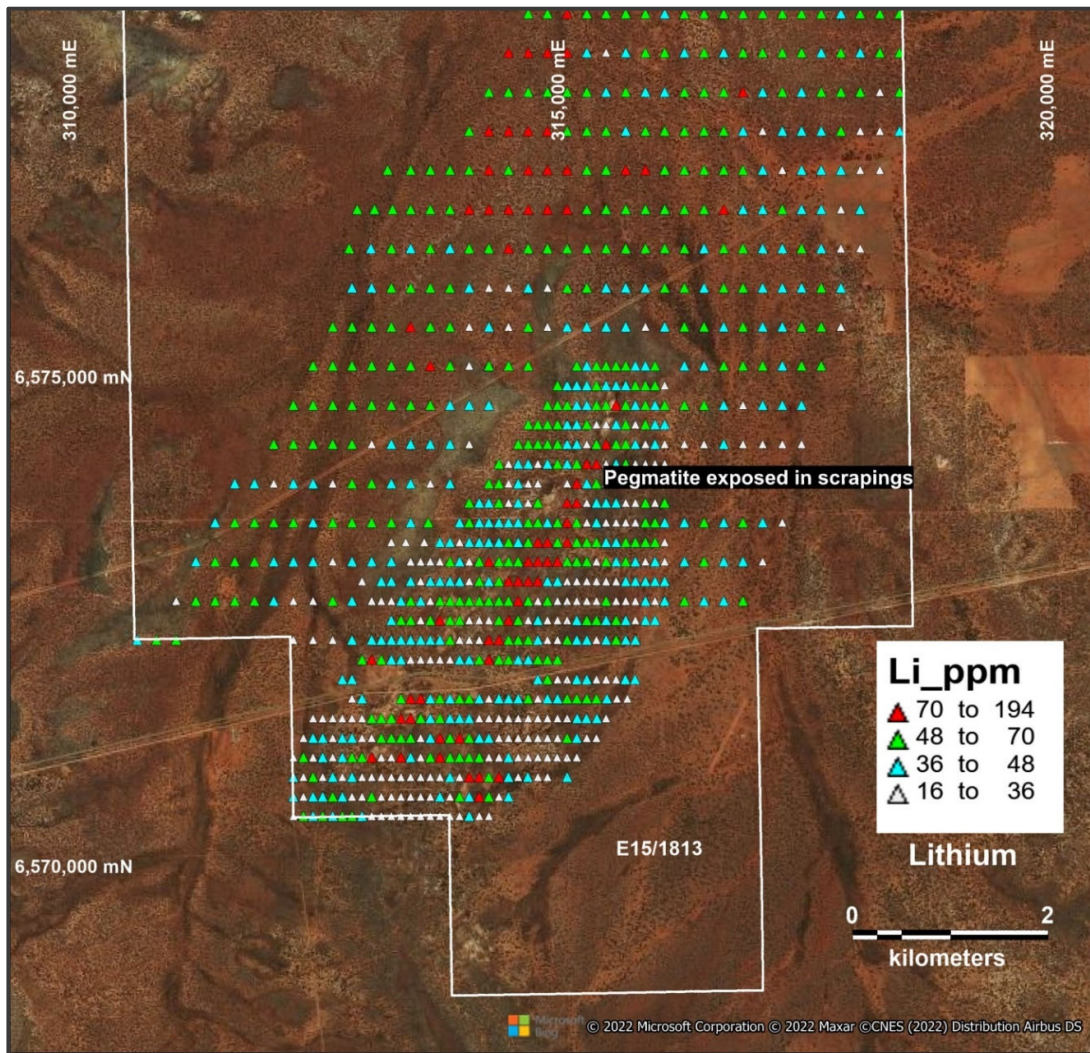 310,000 mE
315,000 mE
320,000 mE
6,575,000 mN
Pegmatite exposed in scrapings
Li_ppm
70 to 194
48 to 70
36 to 48
16 to 36
Lithium
E15/1813
6,570,000 mN
0 2
kilometers
Microsoft
Bing
© 2022 Microsoft Corporation © 2022 Maxar ©CNES (2022) Distribution Airbus DS